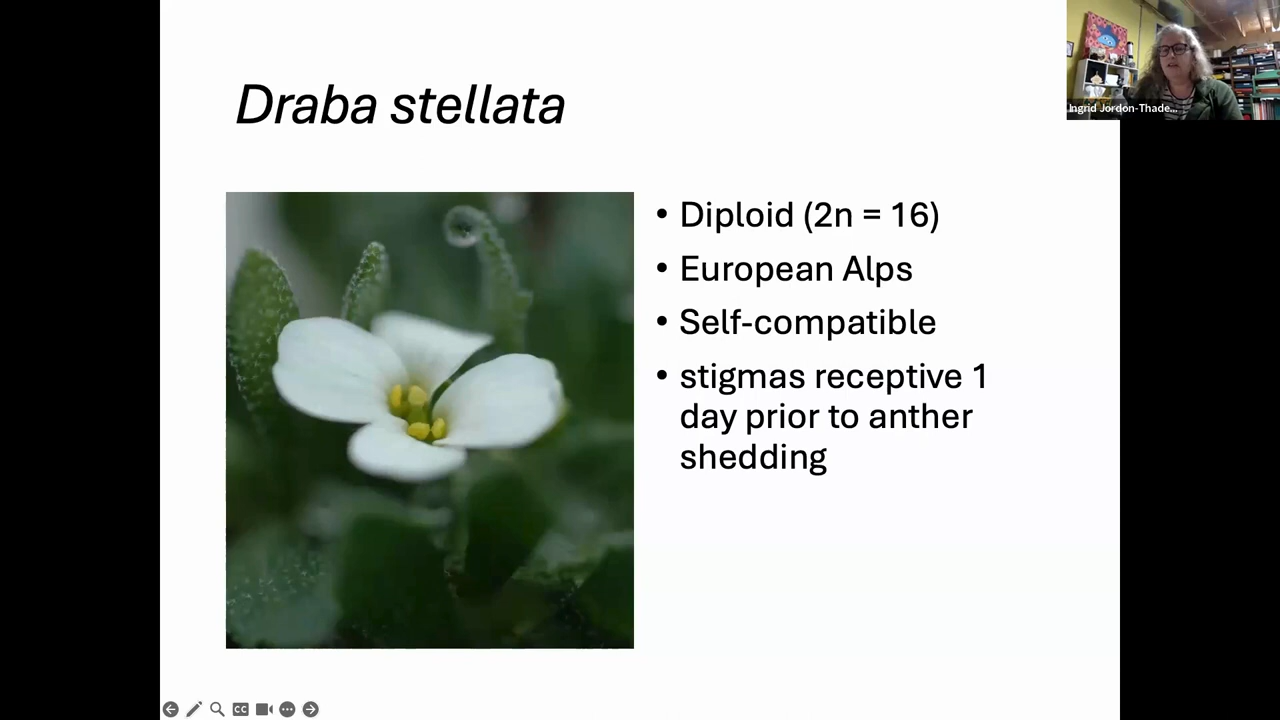 Draba stellata
Ingrid Jordon-Thade...
• Diploid (2n = 16)
• European Alps
• Self-compatible
• stigmas receptive 1
day prior to anther
shedding
CC